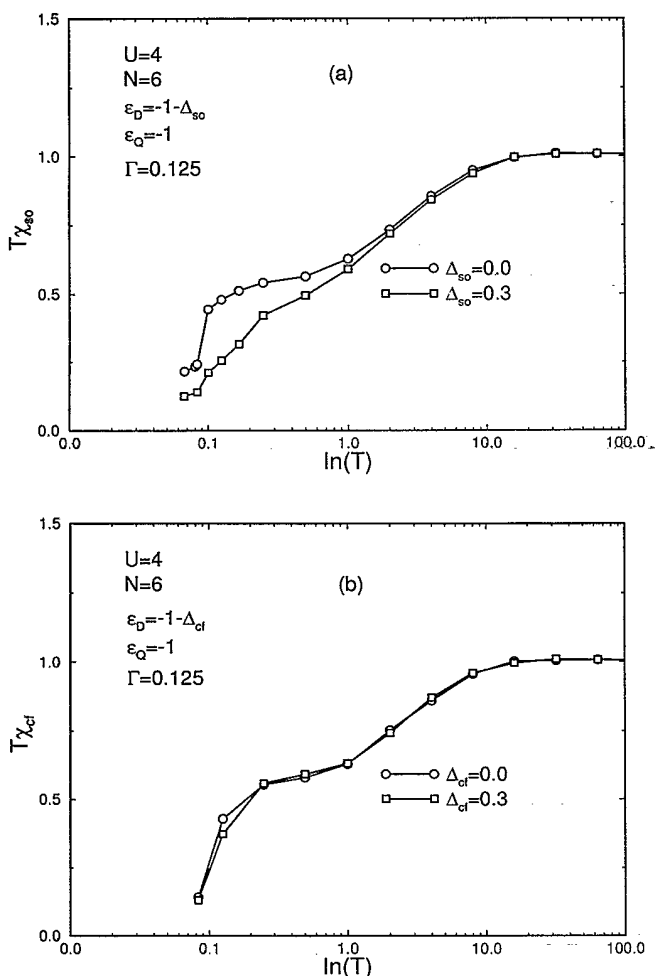 1.5
U=4
N=6
(a)
ε_D=-1-Δ_so
ε_Q=-1
Γ=0.125
1.0
Tχ_so
Δ_so=0.0
Δ_so=0.3
0.5
0.0
0.0 0.1 1.0 10.0 100.0
ln(T)
1.5
U=4
N=6
(b)
ε_D=-1-Δ_cf
ε_Q=-1
Γ=0.125
1.0
Tχ_cf
Δ_cf=0.0
Δ_cf=0.3
0.5
0.0
0.0 0.1 1.0 10.0 100.0
ln(T)